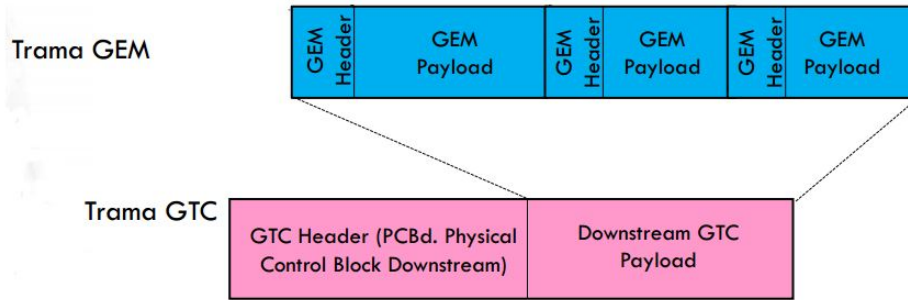 Trama GEM
GEM
Header
GEM
Payload
GEM
Header
GEM
Payload
GEM
Header
GEM
Payload
Trama GTC
GTC Header (PCBd. Physical
Control Block Downstream)
Downstream GTC
Payload